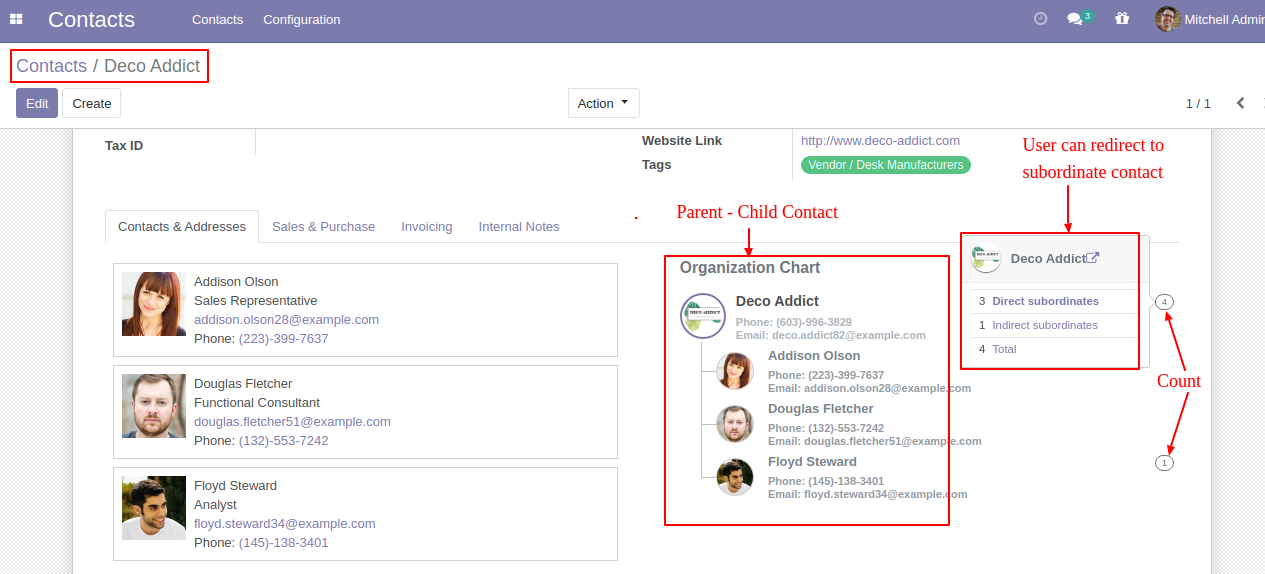 Contacts Contacts Configuration 3 Mitchell Admin
Contacts / Deco Addict
Edit Create Action 1 / 1
Tax ID
Website Link http://www.deco-addict.com
Tags Vendor / Desk Manufacturers
User can redirect to
subordinate contact
Contacts & Addresses Sales & Purchase Invoicing Internal Notes
Addison Olson
Sales Representative
addison.olson28@example.com
Phone: (223)-399-7637
Douglas Fletcher
Functional Consultant
douglas.fletcher51@example.com
Phone: (132)-553-7242
Floyd Steward
Analyst
floyd.steward34@example.com
Phone: (145)-138-3401
Parent - Child Contact
Organization Chart
DECO ADDICT
Deco Addict
Phone: (603)-996-3829
Email: deco.addict82@example.com
Addison Olson
Phone: (223)-399-7637
Email: addison.olson28@example.com
Douglas Fletcher
Phone: (132)-553-7242
Email: douglas.fletcher51@example.com
Floyd Steward
Phone: (145)-138-3401
Email: floyd.steward34@example.com
DECO ADDICT
Deco Addict
3 Direct subordinates
1 Indirect subordinates
4 Total
4
Count
1